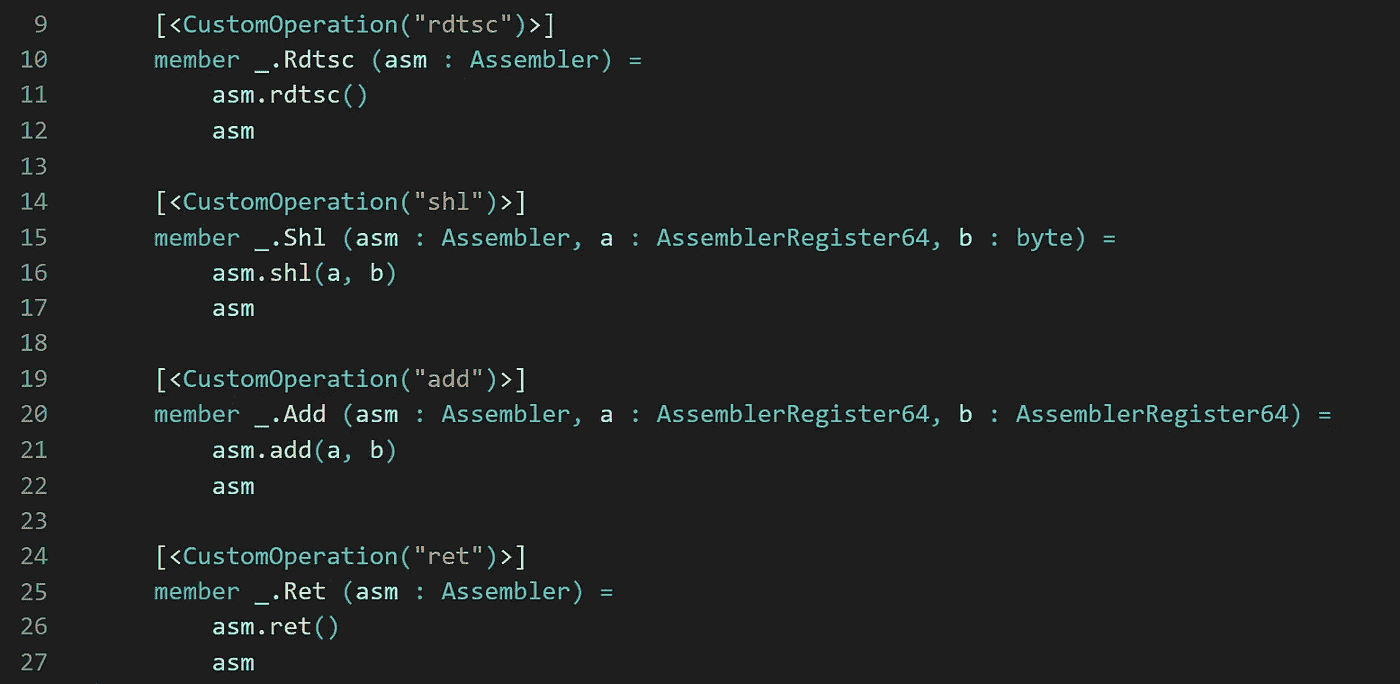 9 [<CustomOperation("rdtsc")>]
10 member _.Rdtsc (asm : Assembler) =
11 asm.rdtsc()
12 asm
13
14 [<CustomOperation("shl")>]
15 member _.Shl (asm : Assembler, a : AssemblerRegister64, b : byte) =
16 asm.shl(a, b)
17 asm
18
19 [<CustomOperation("add")>]
20 member _.Add (asm : Assembler, a : AssemblerRegister64, b : AssemblerRegister64) =
21 asm.add(a, b)
22 asm
23
24 [<CustomOperation("ret")>]
25 member _.Ret (asm : Assembler) =
26 asm.ret()
27 asm